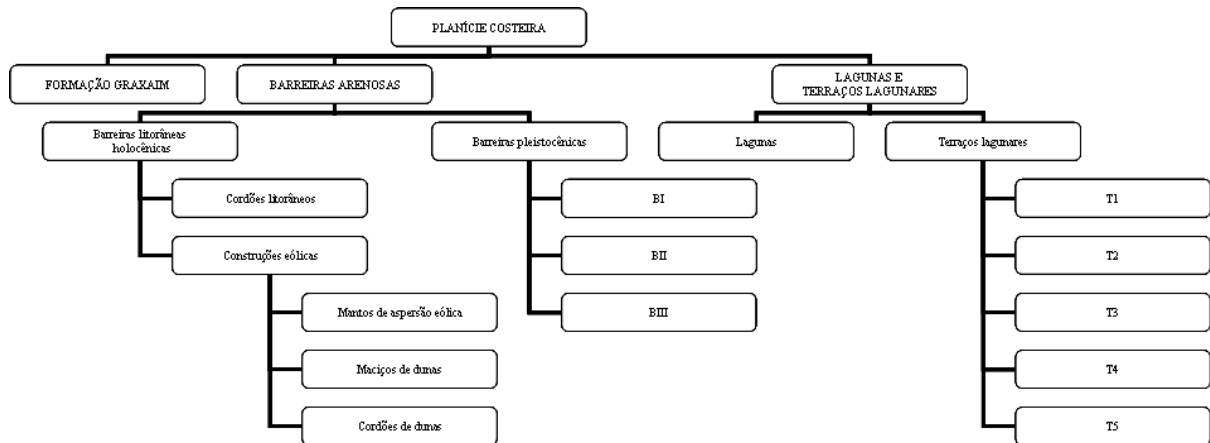 PLANÍCIE COSTEIRA
FORMAÇÃO GRAXAIM
BARREIRAS ARENOSAS
LAGUNAS E
TERRAÇOS LAGUNARES
Barreiras litorâneas
holocênicas
Barreiras pleistocênicas
Lagunas
Terraços lagunares
Cordões litorâneos
BI
T1
Construções eólicas
BII
T2
Mantos de aspersão eólica
BIII
T3
Maciços de dunas
T4
Cordões de dunas
T5